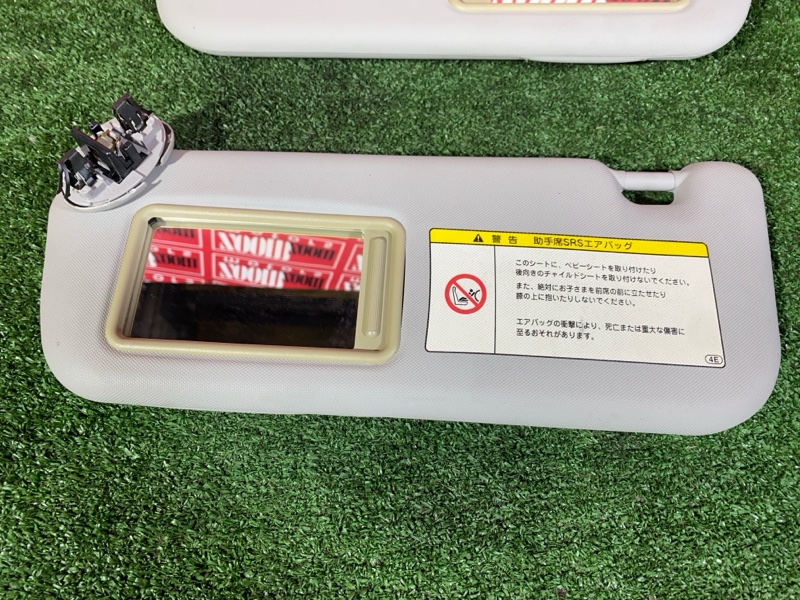 警告 助手席SRSエアバッグ
このシートに、ベビーシートを取り付けたり
後向きのチャイルドシートを取り付けないでください。
また、絶対にお子さまを前席の前に立たせたり
膝の上に抱いたりしないでください。
エアバッグの衝撃により、死亡または重大な傷害に
至るおそれがあります。
4E